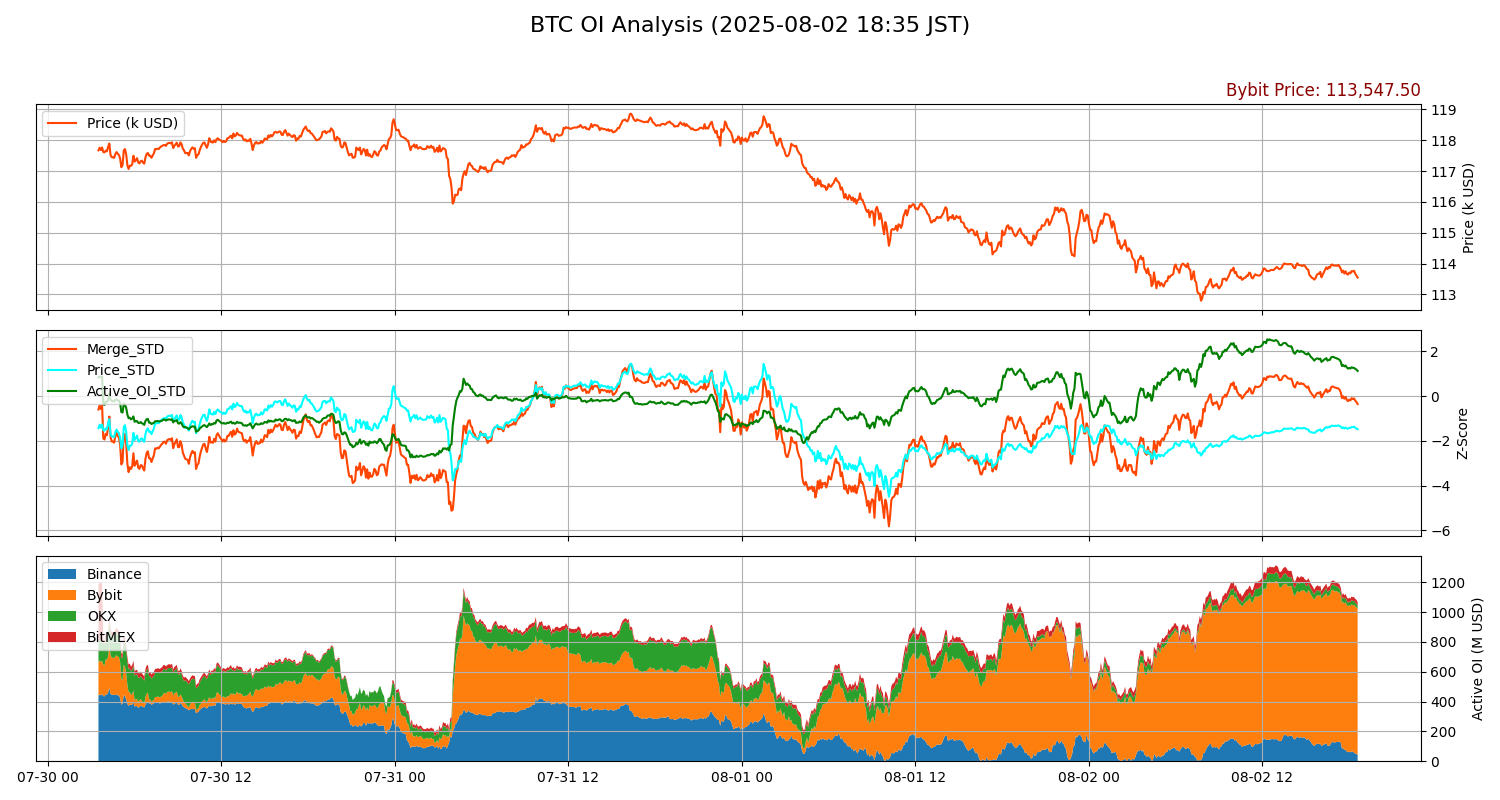 BTC OI Analysis (2025-08-02 18:35 JST)
Bybit Price: 113,547.50
Price (k USD)
119
118
117
116
115
114
113
Price (k USD)
Merge_STD
Price_STD
Active_OI_STD
2
0
−2
−4
−6
Z-Score
Binance
Bybit
OKX
BitMEX
1200
1000
800
600
400
200
0
Active OI (M USD)
07-30 00 07-30 12 07-31 00 07-31 12 08-01 00 08-01 12 08-02 00 08-02 12